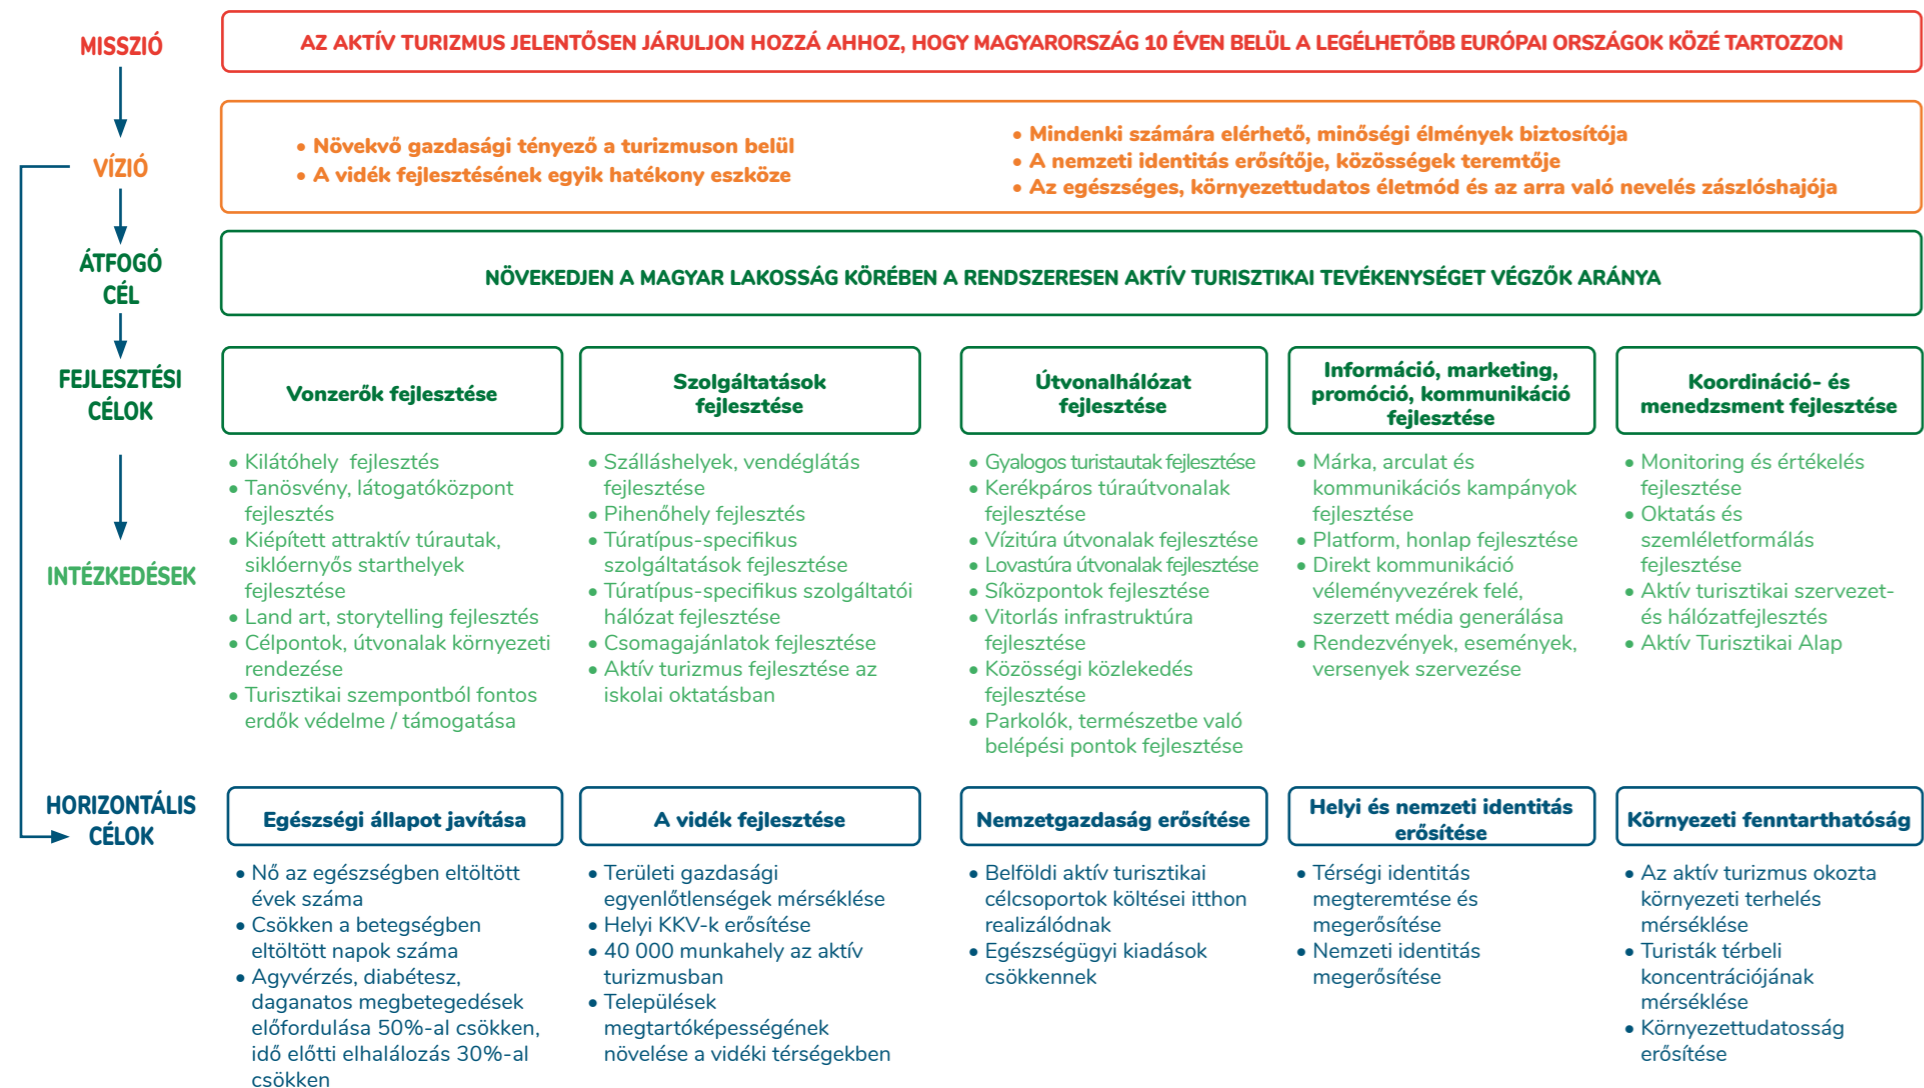 MISSZIÓ
AZ AKTÍV TURIZMUS JELENTŐSEN JÁRULJON HOZZÁ AHHOZ, HOGY MAGYARORSZÁG 10 ÉVEN BELÜL A LEGÉLHETŐBB EURÓPAI ORSZÁGOK KÖZÉ TARTOZZON
VÍZIÓ
• Növekvő gazdasági tényező a turizmuson belül
• A vidék fejlesztésének egyik hatékony eszköze
• Mindenki számára elérhető, minőségi élmények biztosítója
• A nemzeti identitás erősítője, közösségek teremtője
• Az egészséges, környezettudatos életmód és az arra való nevelés zászlóshajója
ÁTFOGÓ
CÉL
NÖVEKEDJEN A MAGYAR LAKOSSÁG KÖRÉBEN A RENDSZERESEN AKTÍV TURISZTIKAI TEVÉKENYSÉGET VÉGZŐK ARÁNYA
FEJLESZTÉSI
CÉLOK
Vonzerők fejlesztése
Szolgáltatások
fejlesztése
Útvonalhálózat
fejlesztése
Információ, marketing,
promóció, kommunikáció
fejlesztése
Koordináció- és
menedzsment fejlesztése
INTÉZKEDÉSEK
• Kilátóhely fejlesztés
• Tanösvény, látogatóközpont
fejlesztés
• Kiépített attraktív túrautak,
siklóernyős starthelyek
fejlesztése
• Land art, storytelling fejlesztés
• Célpontok, útvonalak környezeti
rendezése
• Turisztikai szempontból fontos
erdők védelme / támogatása
• Szálláshelyek, vendéglátás
fejlesztése
• Pihenőhely fejlesztés
• Túratípus-specifikus
szolgáltatások fejlesztése
• Túratípus-specifikus szolgáltatói
hálózat fejlesztése
• Csomagajánlatok fejlesztése
• Aktív turizmus fejlesztése az
iskolai oktatásban
• Gyalogos turistautak fejlesztése
• Kerékpáros túraútvonalak
fejlesztése
• Vízitúra útvonalak fejlesztése
• Lovastúra útvonalak fejlesztése
• Síközpontok fejlesztése
• Vitorlás infrastruktúra
fejlesztése
• Közösségi közlekedés
fejlesztése
• Parkolók, természetbe való
belépési pontok fejlesztése
• Márka, arculat és
kommunikációs kampányok
fejlesztése
• Platform, honlap fejlesztése
• Direkt kommunikáció
véleményvezérek felé,
szerzett média generálása
• Rendezvények, események,
versenyek szervezése
• Monitoring és értékelés
fejlesztése
• Oktatás és
szemléletformálás
fejlesztése
• Aktív turisztikai szervezet-
és hálózatfejlesztés
• Aktív Turisztikai Alap
HORIZONTÁLIS
CÉLOK
Egészségi állapot javítása
A vidék fejlesztése
Nemzetgazdaság erősítése
Helyi és nemzeti identitás
erősítése
Környezeti fenntarthatóság
• Nő az egészségben eltöltött
évek száma
• Csökken a betegségben
eltöltött napok száma
• Agyvérzés, diabétesz,
daganatos megbetegedések
előfordulása 50%-al csökken,
idő előtti elhalálozás 30%-al
csökken
• Területi gazdasági
egyenlőtlenségek mérséklése
• Helyi KKV-k erősítése
• 40 000 munkahely az aktív
turizmusban
• Települések
megtartóképességének
növelése a vidéki térségekben
• Belföldi aktív turisztikai
célcsoportok költései itthon
realizálódnak
• Egészségügyi kiadások
csökkennek
• Térségi identitás
megteremtése és
megerősítése
• Nemzeti identitás
megerősítése
• Az aktív turizmus okozta
környezeti terhelés
mérséklése
• Turisták térbeli
koncentrációjának
mérséklése
• Környezettudatosság
erősítése